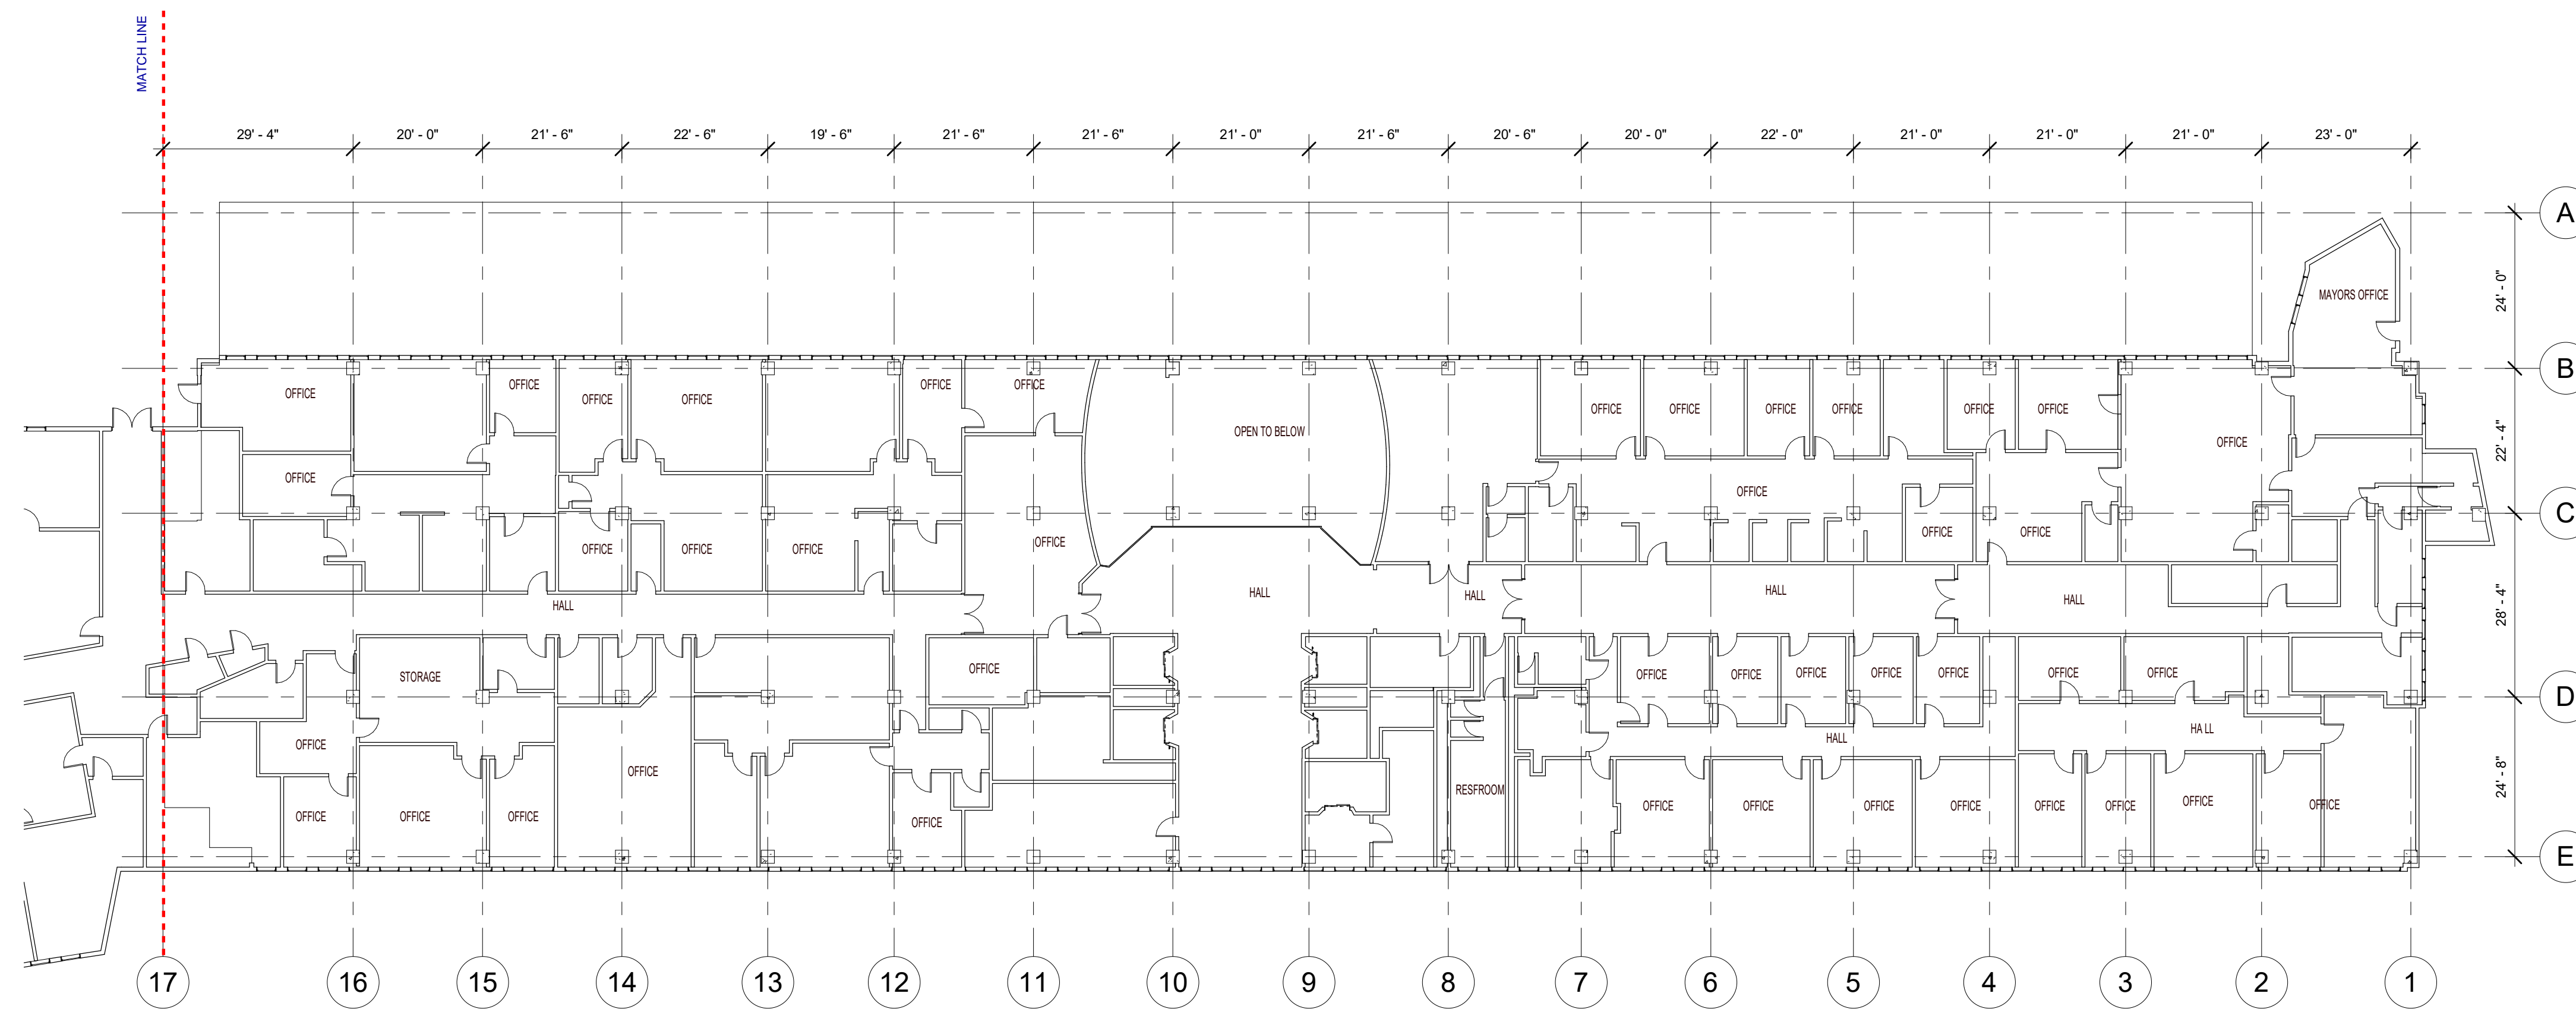 MATCH LINE
29' - 4"
20' - 0"
21' - 6"
22' - 6"
19' - 6"
21' - 6"
21' - 6"
21' - 0"
21' - 6"
20' - 6"
20' - 0"
22' - 0"
21' - 0"
21' - 0"
21' - 0"
23' - 0"
A
24' - 0"
MAYORS OFFICE
B
OFFICE
OFFICE
OFFICE
OFFICE
OFFICE
OFFICE
OFFICE
OFFICE
OFFICE
OFFICE
OFFICE
OFFICE
OFFICE
OPEN TO BELOW
OFFICE
22' - 4"
OFFICE
OFFICE
C
OFFICE
OFFICE
OFFICE
OFFICE
OFFICE
OFFICE
HALL
HALL
HALL
HALL
HALL
28' - 4"
STORAGE
OFFICE
OFFICE
OFFICE
OFFICE
OFFICE
OFFICE
OFFICE
OFFICE
D
HALL
HA LL
OFFICE
OFFICE
24' - 8"
RESFROOM
OFFICE
OFFICE
OFFICE
OFFICE
OFFICE
OFFICE
OFFICE
OFFICE
OFFICE
OFFICE
OFFICE
OFFICE
E
17
16
15
14
13
12
11
10
9
8
7
6
5
4
3
2
1